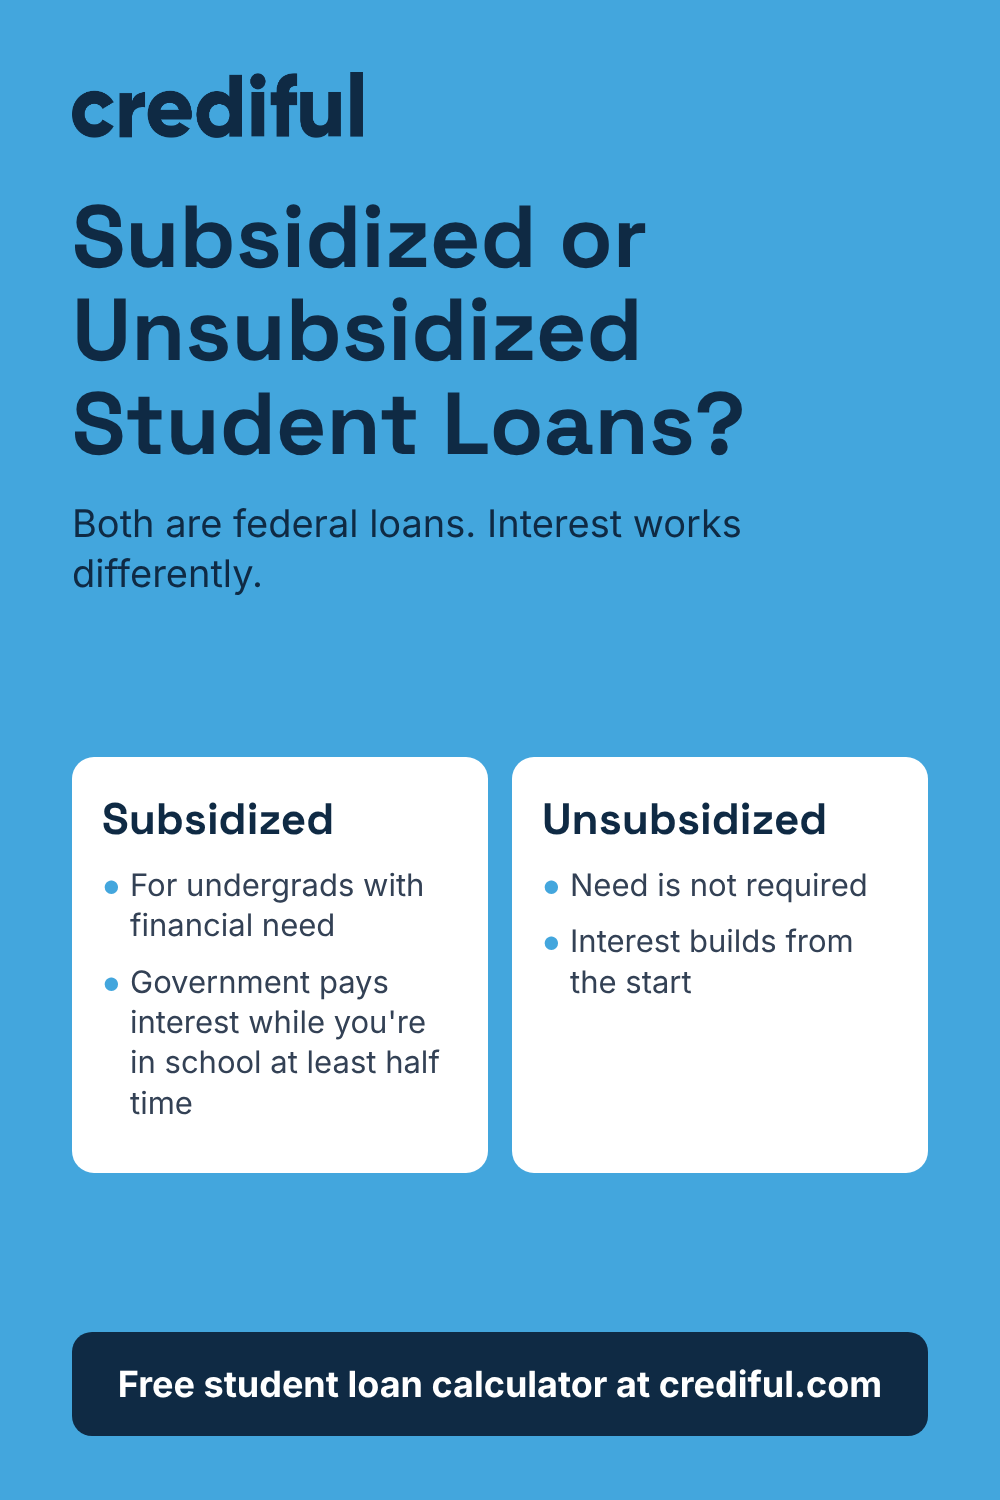 crediful
Subsidized or
Unsubsidized
Student Loans?
Both are federal loans. Interest works
differently.
Subsidized
• For undergrads with
financial need
• Government pays
interest while you're
in school at least half
time
Unsubsidized
• Need is not required
• Interest builds from
the start
Free student loan calculator at crediful.com